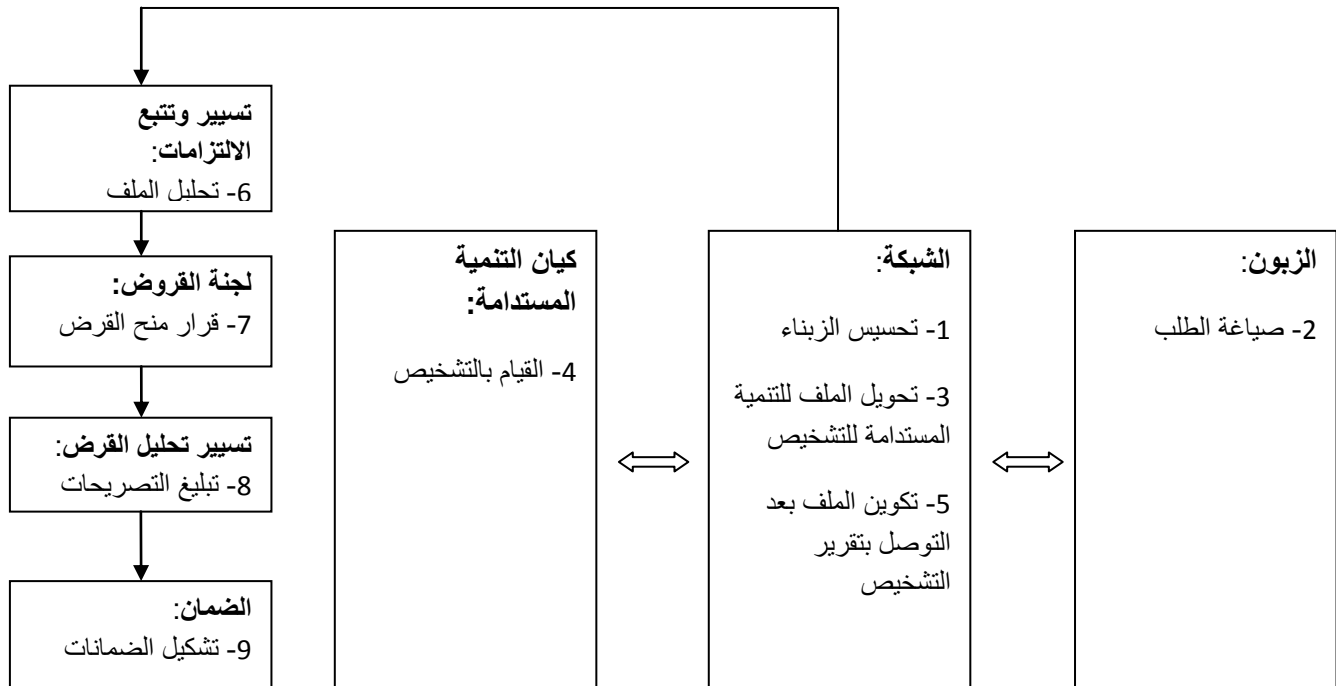 تسيير وتتبع
الالتزامات:
6- تحليل الملف
لجنة القروض:
7- قرار منح القرض
تسيير تحليل القرض:
8- تبليغ التصريحات
الضمان:
9- تشكيل الضمانات
كيان التنمية
المستدامة:
4- القيام بالتشخيص
الشبكة:
1- تحسيس الزبناء
3- تحويل الملف للتنمية
المستدامة للتشخيص
5- تكوين الملف بعد
التوصل بتقرير
التشخيص
الزبون:
2- صياغة الطلب